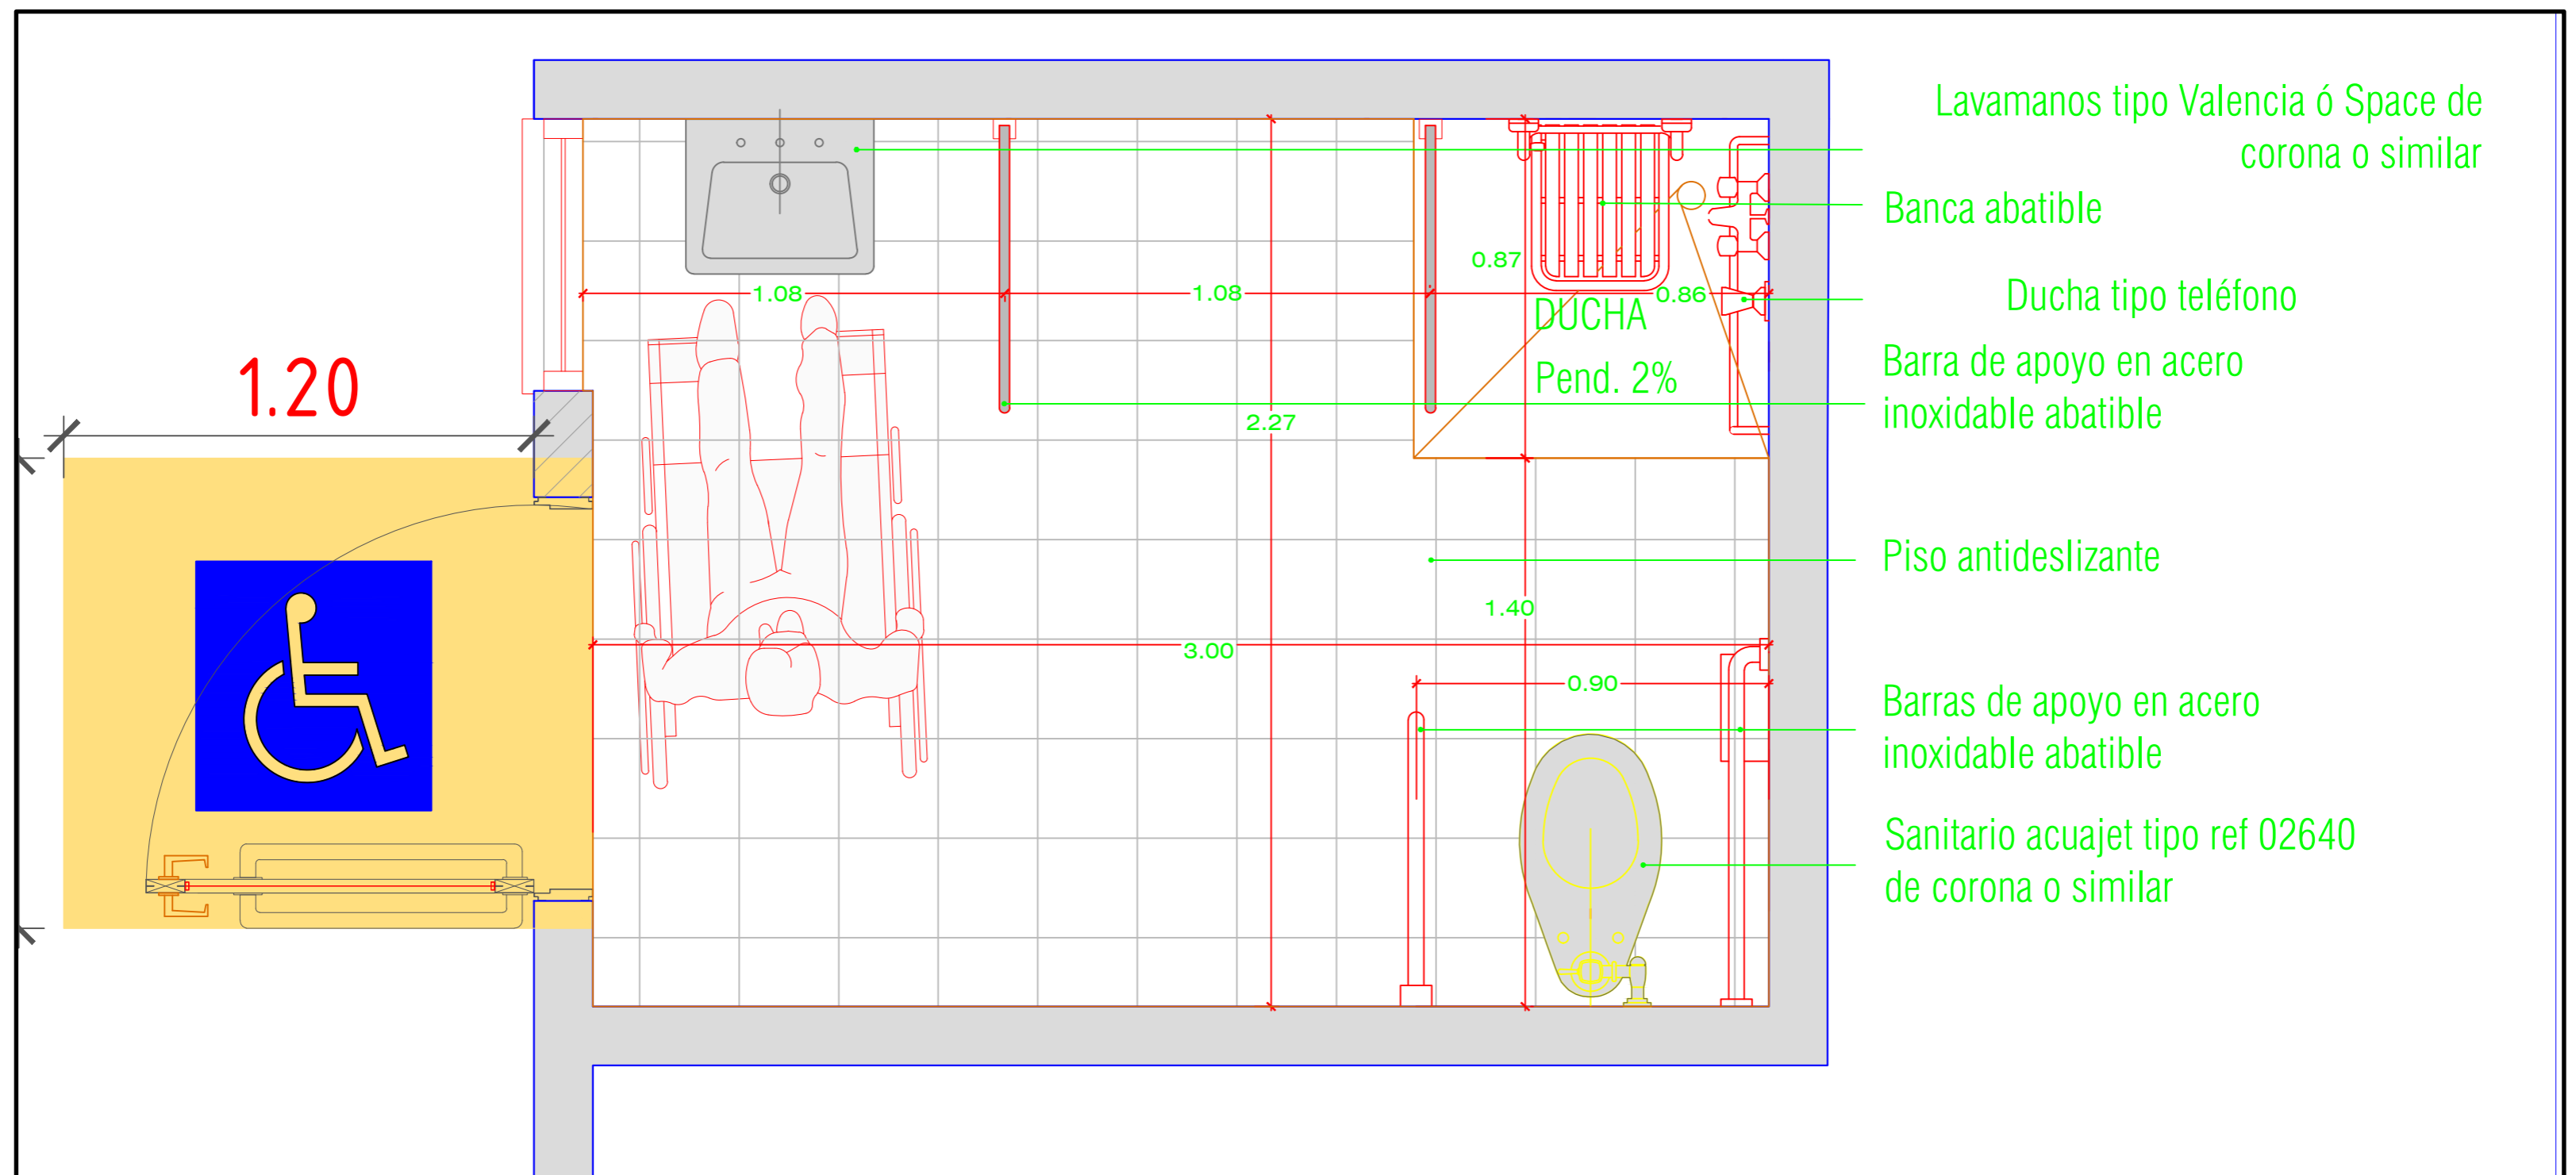 Lavamanos tipo Valencia ó Space de
corona o similar
Banca abatible
Ducha tipo teléfono
Barra de apoyo en acero
inoxidable abatible
Piso antideslizante
Barras de apoyo en acero
inoxidable abatible
Sanitario acuajet tipo ref 02640
de corona o similar
1.20
1.08
1.08
0.87
0.86
DUCHA
Pend. 2%
2.27
1.40
3.00
0.90